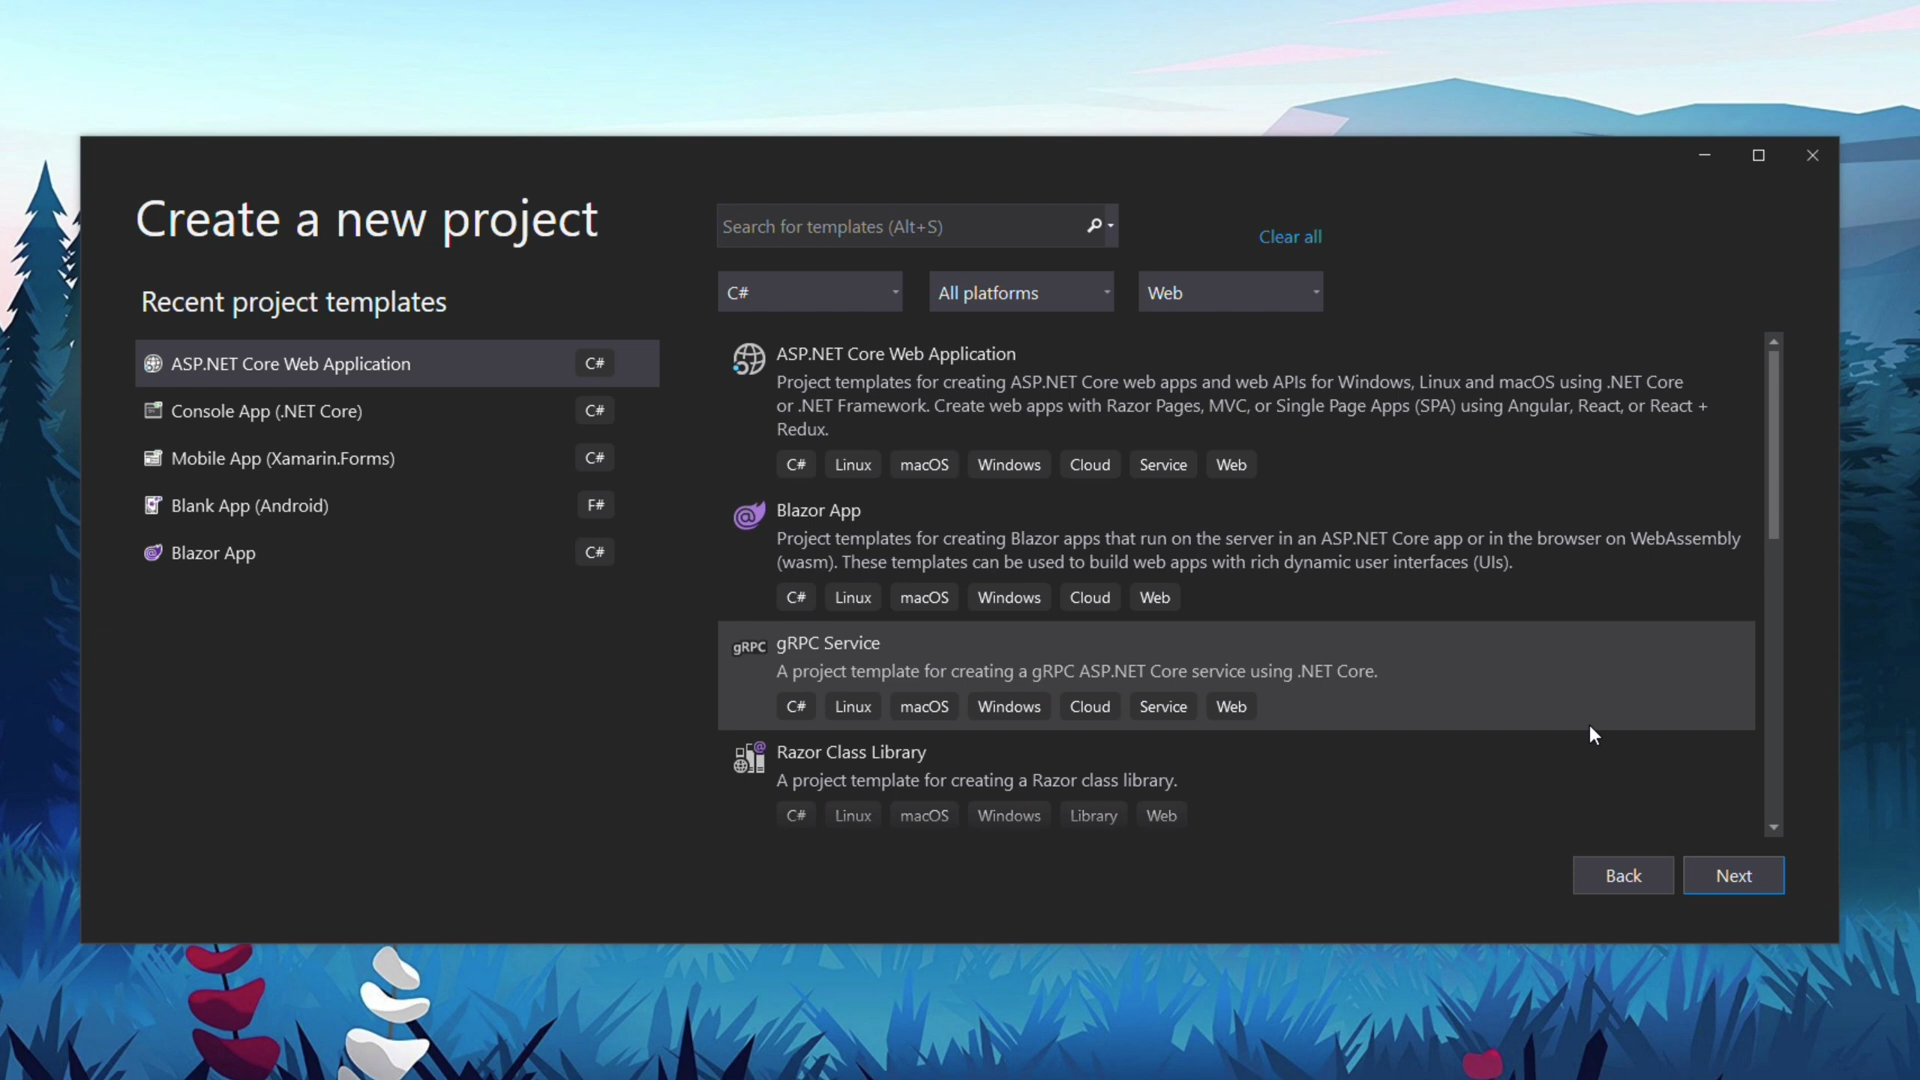 Create a new project
Recent project templates
ASP.NET Core Web Application C#
Console App (.NET Core) C#
Mobile App (Xamarin.Forms) C#
Blank App (Android) F#
Blazor App C#
Search for templates (Alt+S)
Clear all
C# All platforms Web
ASP.NET Core Web Application
Project templates for creating ASP.NET Core web apps and web APIs for Windows, Linux and macOS using .NET Core
or .NET Framework. Create web apps with Razor Pages, MVC, or Single Page Apps (SPA) using Angular, React, or React +
Redux.
C# Linux macOS Windows Cloud Service Web
Blazor App
Project templates for creating Blazor apps that run on the server in an ASP.NET Core app or in the browser on WebAssembly
(wasm). These templates can be used to build web apps with rich dynamic user interfaces (UIs).
C# Linux macOS Windows Cloud Web
gRPC gRPC Service
A project template for creating a gRPC ASP.NET Core service using .NET Core.
C# Linux macOS Windows Cloud Service Web
Razor Class Library
A project template for creating a Razor class library.
C# Linux macOS Windows Library Web
Back Next